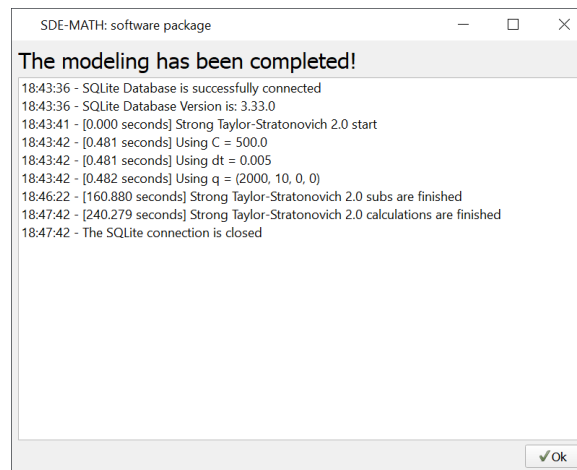 SDE-MATH: software package
The modeling has been completed!
18:43:36 - SQLite Database is successfully connected
18:43:36 - SQLite Database Version is: 3.33.0
18:43:41 - [0.000 seconds] Strong Taylor-Stratonovich 2.0 start
18:43:42 - [0.481 seconds] Using C = 500.0
18:43:42 - [0.481 seconds] Using dt = 0.005
18:43:42 - [0.482 seconds] Using q = (2000, 10, 0, 0)
18:46:22 - [160.880 seconds] Strong Taylor-Stratonovich 2.0 subs are finished
18:47:42 - [240.279 seconds] Strong Taylor-Stratonovich 2.0 calculations are finished
18:47:42 - The SQLite connection is closed
Ok